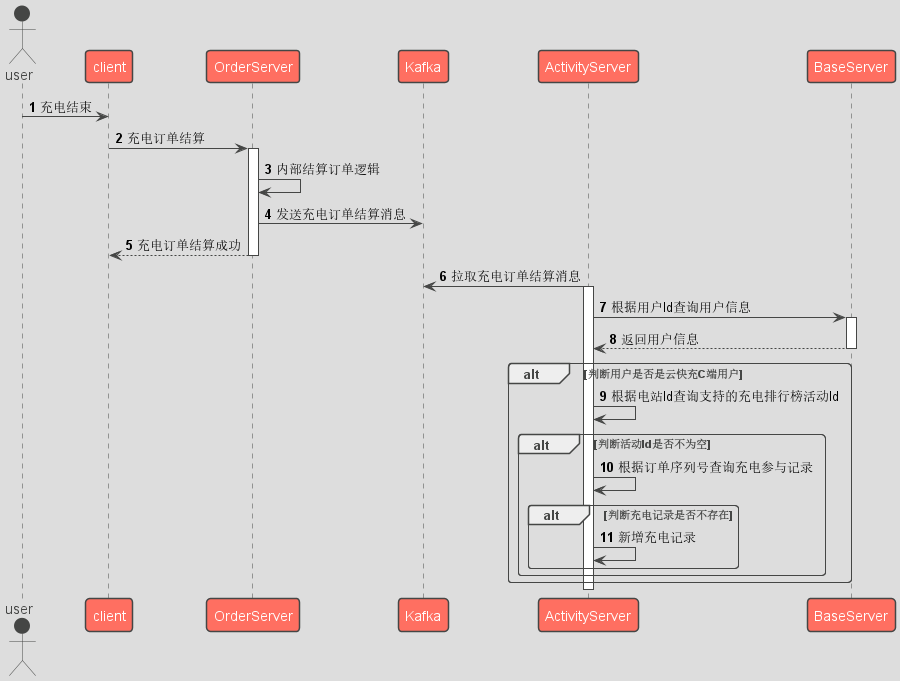 user
client
OrderServer
Kafka
ActivityServer
BaseServer
1 充电结束
2 充电订单结算
3 内部结算订单逻辑
4 发送充电订单结算消息
5 充电订单结算成功
6 拉取充电订单结算消息
7 根据用户Id查询用户信息
8 返回用户信息
alt [判断用户是否是云快充C端用户]
9 根据电站Id查询支持的充电排行榜活动Id
alt [判断活动Id是否不为空]
10 根据订单序列号查询充电参与记录
alt [判断充电记录是否不存在]
11 新增充电记录
user
client
OrderServer
Kafka
ActivityServer
BaseServer